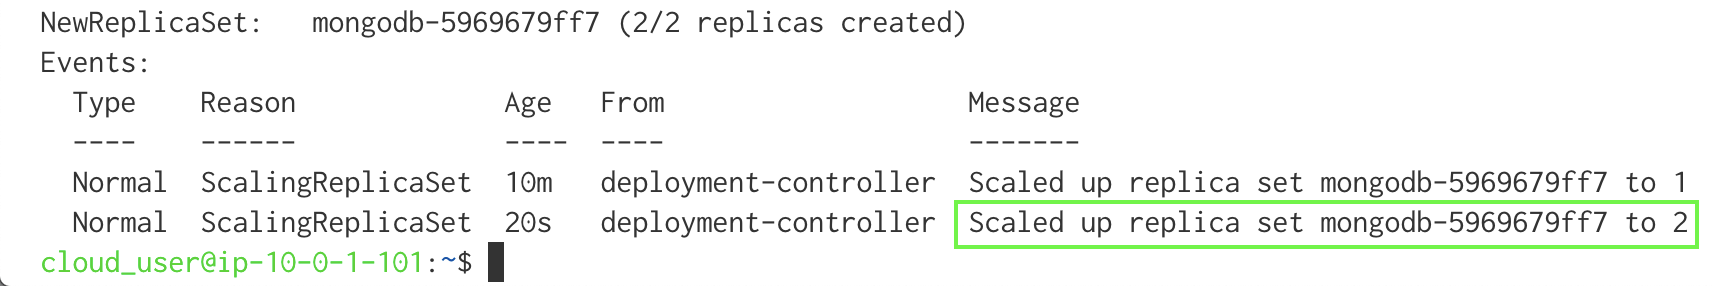 NewReplicaSet:   mongodb-5969679ff7 (2/2 replicas created)
Events:
  Type    Reason             Age   From                   Message
  ----    ------             ----  ----                   -------
  Normal  ScalingReplicaSet  10m   deployment-controller  Scaled up replica set mongodb-5969679ff7 to 1
  Normal  ScalingReplicaSet  20s   deployment-controller  Scaled up replica set mongodb-5969679ff7 to 2
cloud_user@ip-10-0-1-101:~$